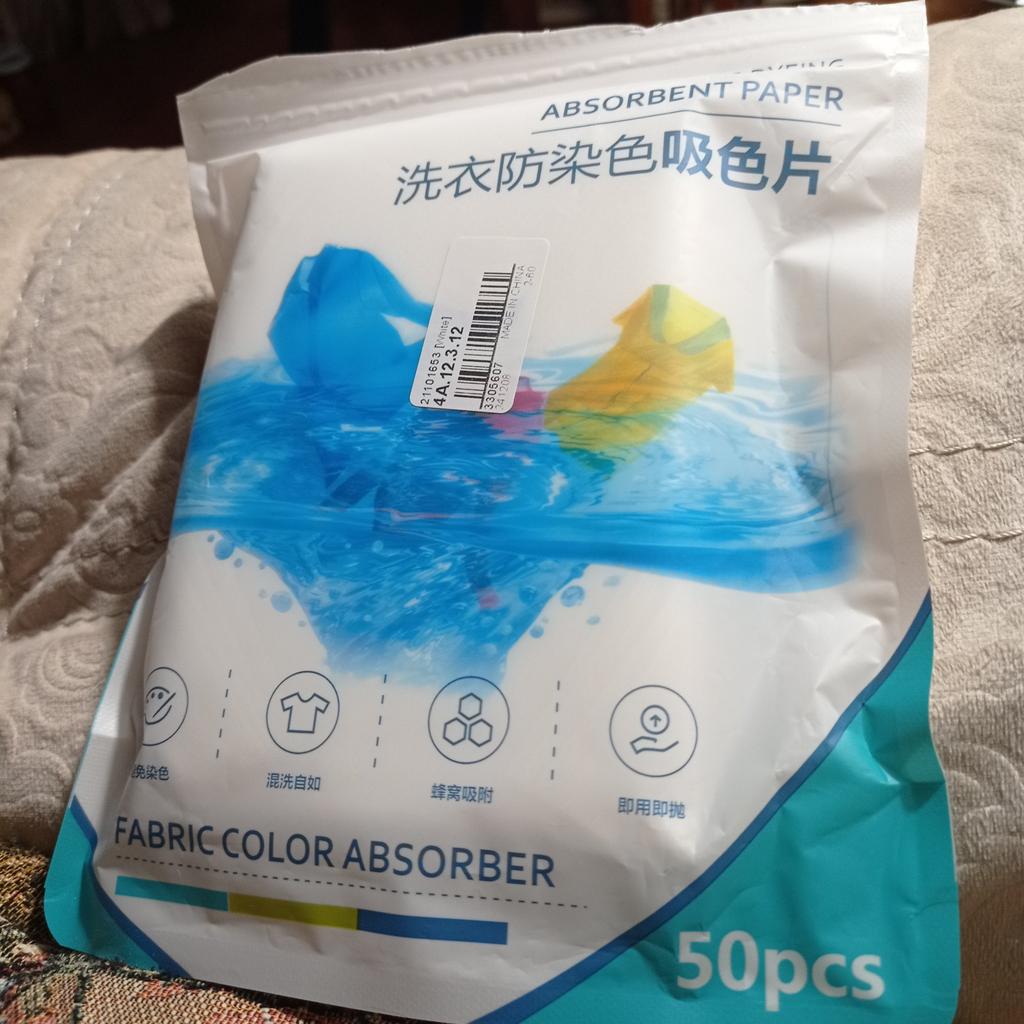 ABSORBENT PAPER
洗衣防染色吸色片
21101653 [White]
4A.12.3.12
3305607
241208
MADE IN CHINA
2-60
免染色
混洗自如
蜂窝吸附
即用即抛
FABRIC COLOR ABSORBER
50pcs